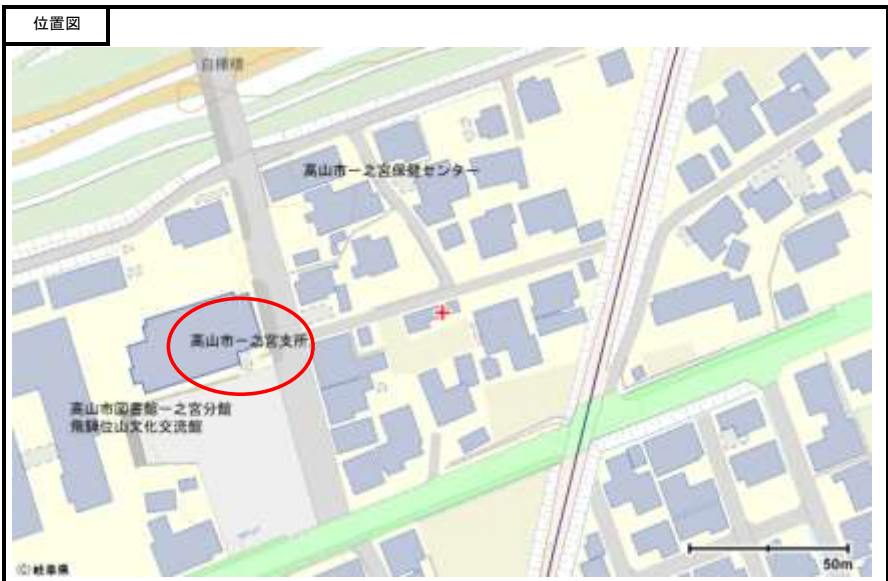 位置図
白樺橋
高山市一之宮保健センター
高山市一之宮支所
高山市図書館一之宮分館
飛騨位山文化交流館
©岐阜県
50m